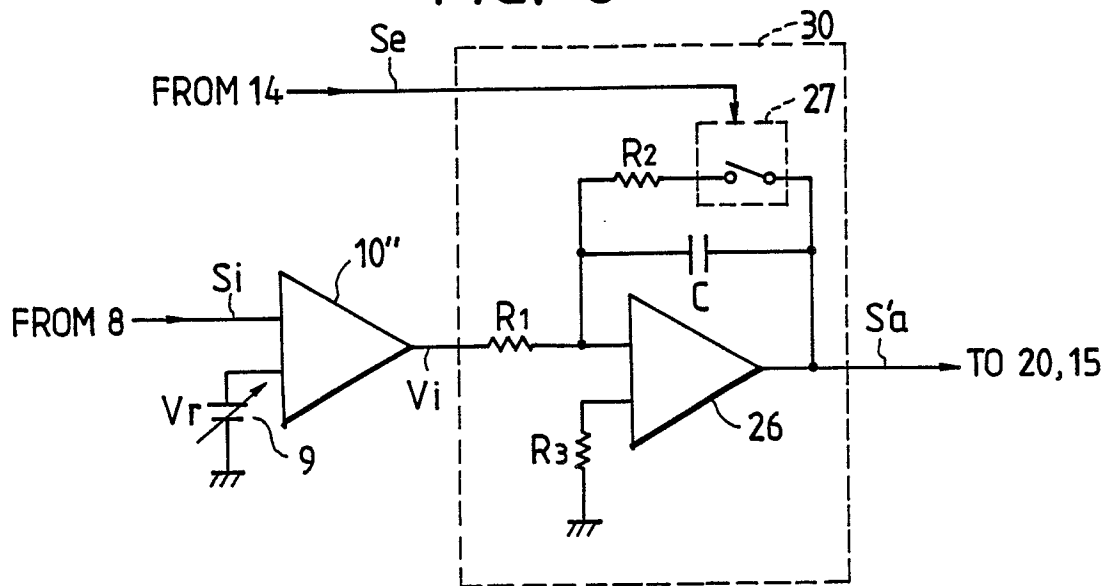 30
Se
FROM 14
27
R2
10"
Si
C
FROM 8
R1
S'a
Vi
TO 20,15
Vr
9
R3
26